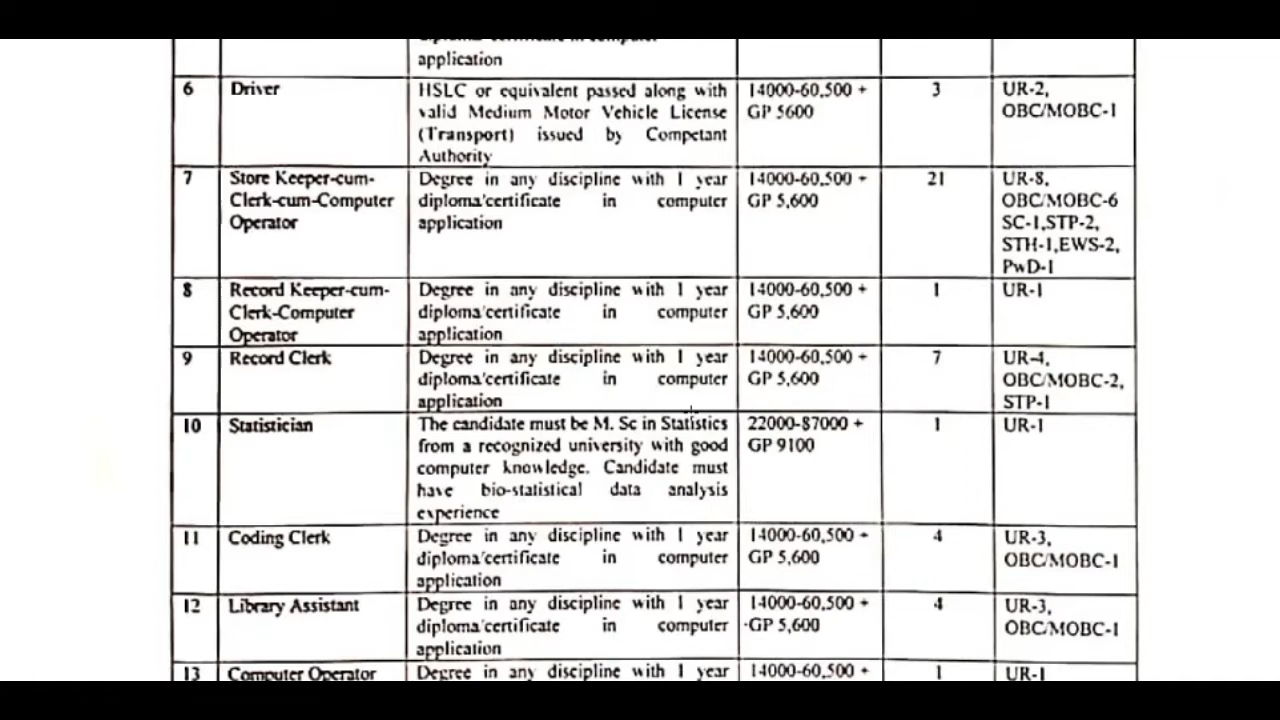 application
6 Driver HSLC or equivalent passed along with 14000-60,500 + 3 UR-2,
valid Medium Motor Vehicle License GP 5600 OBC/MOBC-1
(Transport) issued by Competant
Authority
7 Store Keeper-cum- Degree in any discipline with 1 year 14000-60,500 + 21 UR-8,
Clerk-cum-Computer diploma/certificate in computer GP 5,600 OBC/MOBC-6
Operator application SC-1,STP-2,
STH-1,EWS-2,
PwD-1
8 Record Keeper-cum- Degree in any discipline with 1 year 14000-60,500 + 1 UR-1
Clerk-Computer diploma/certificate in computer GP 5,600
Operator application
9 Record Clerk Degree in any discipline with 1 year 14000-60,500 + 7 UR-4,
diploma/certificate in computer GP 5,600 OBC/MOBC-2,
application STP-1
10 Statistician The candidate must be M. Sc in Statistics 22000-87000 + 1 UR-1
from a recognized university with good GP 9100
computer knowledge. Candidate must
have bio-statistical data analysis
experience
11 Coding Clerk Degree in any discipline with 1 year 14000-60,500 + 4 UR-3,
diploma/certificate in computer GP 5,600 OBC/MOBC-1
application
12 Library Assistant Degree in any discipline with 1 year 14000-60,500 + 4 UR-3,
diploma/certificate in computer GP 5,600 OBC/MOBC-1
application
13 Computer Operator Degree in any discipline with 1 year 14000-60,500 + 1 UR-1